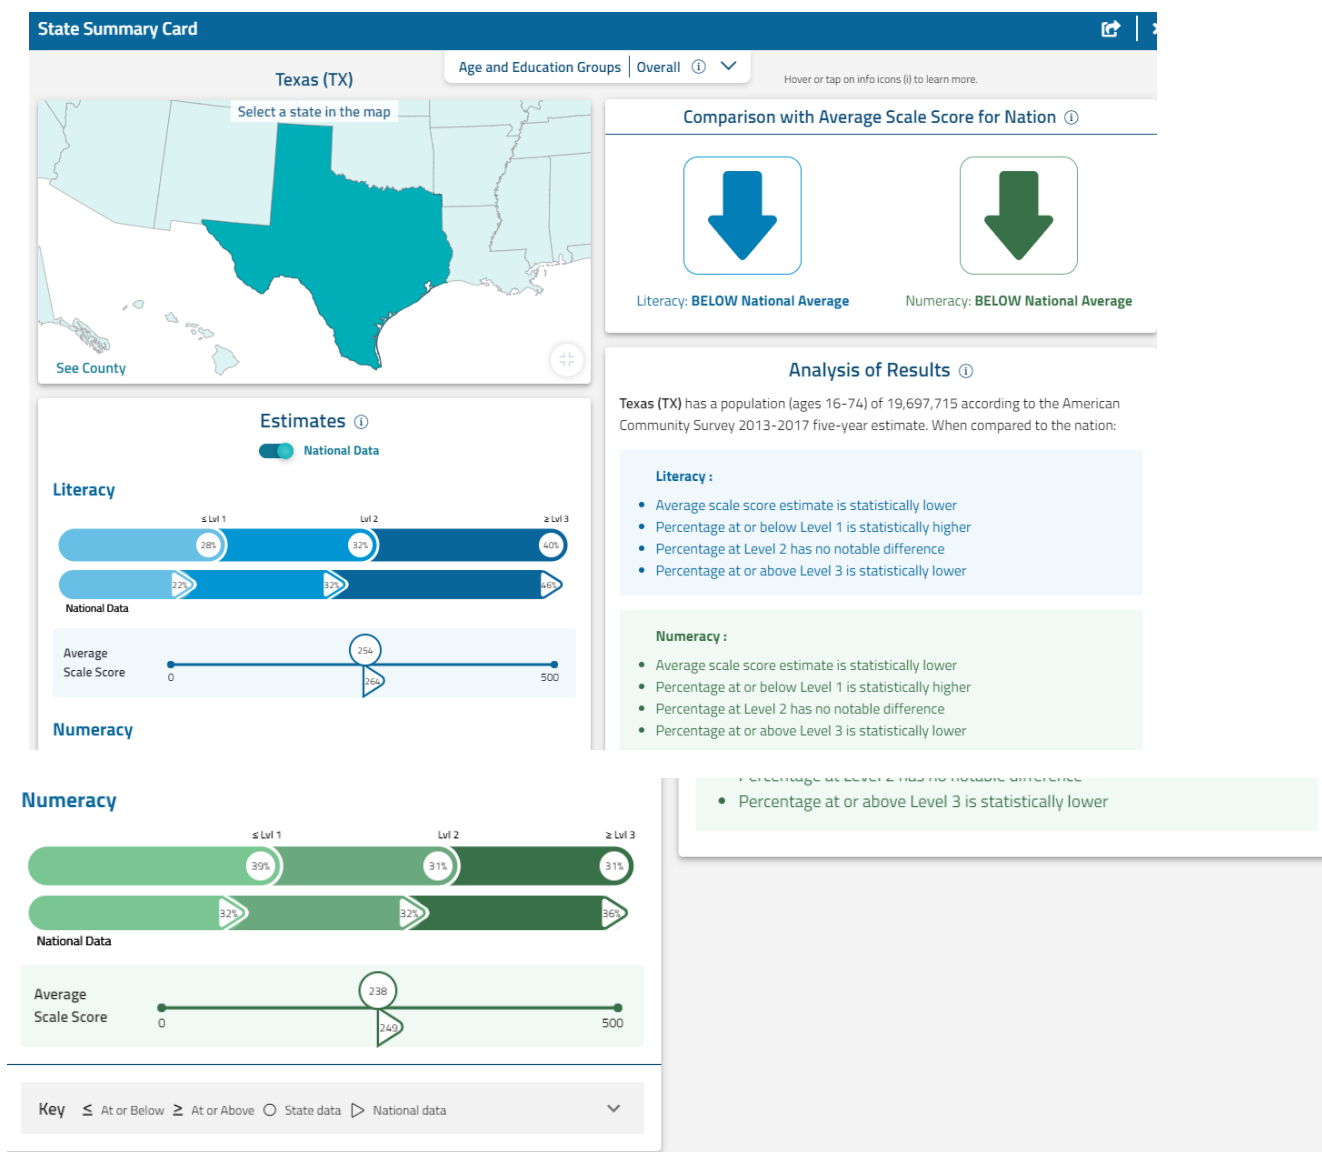 State Summary Card
Texas (TX)
Age and Education Groups | Overall ⓘ
Hover or tap on info icons (i) to learn more.
Select a state in the map
See County
Comparison with Average Scale Score for Nation ⓘ
Literacy: BELOW National Average
Numeracy: BELOW National Average
Estimates ⓘ
National Data
Literacy
≤ Lvl 1 Lvl 2 ≥ Lvl 3
28% 32% 40%
22% 32% 46%
National Data
Average
Scale Score
254
0 264 500
Numeracy
Analysis of Results ⓘ
Texas (TX) has a population (ages 16-74) of 19,697,715 according to the American
Community Survey 2013-2017 five-year estimate. When compared to the nation:
Literacy :
• Average scale score estimate is statistically lower
• Percentage at or below Level 1 is statistically higher
• Percentage at Level 2 has no notable difference
• Percentage at or above Level 3 is statistically lower
Numeracy :
• Average scale score estimate is statistically lower
• Percentage at or below Level 1 is statistically higher
• Percentage at Level 2 has no notable difference
• Percentage at or above Level 3 is statistically lower
Numeracy
≤ Lvl 1 Lvl 2 ≥ Lvl 3
39% 31% 31%
32% 32% 36%
National Data
Average
Scale Score
238
0 249 500
Key ≤ At or Below ≥ At or Above ○ State data ▷ National data
Percentage at Level 2 has no notable difference
• Percentage at or above Level 3 is statistically lower